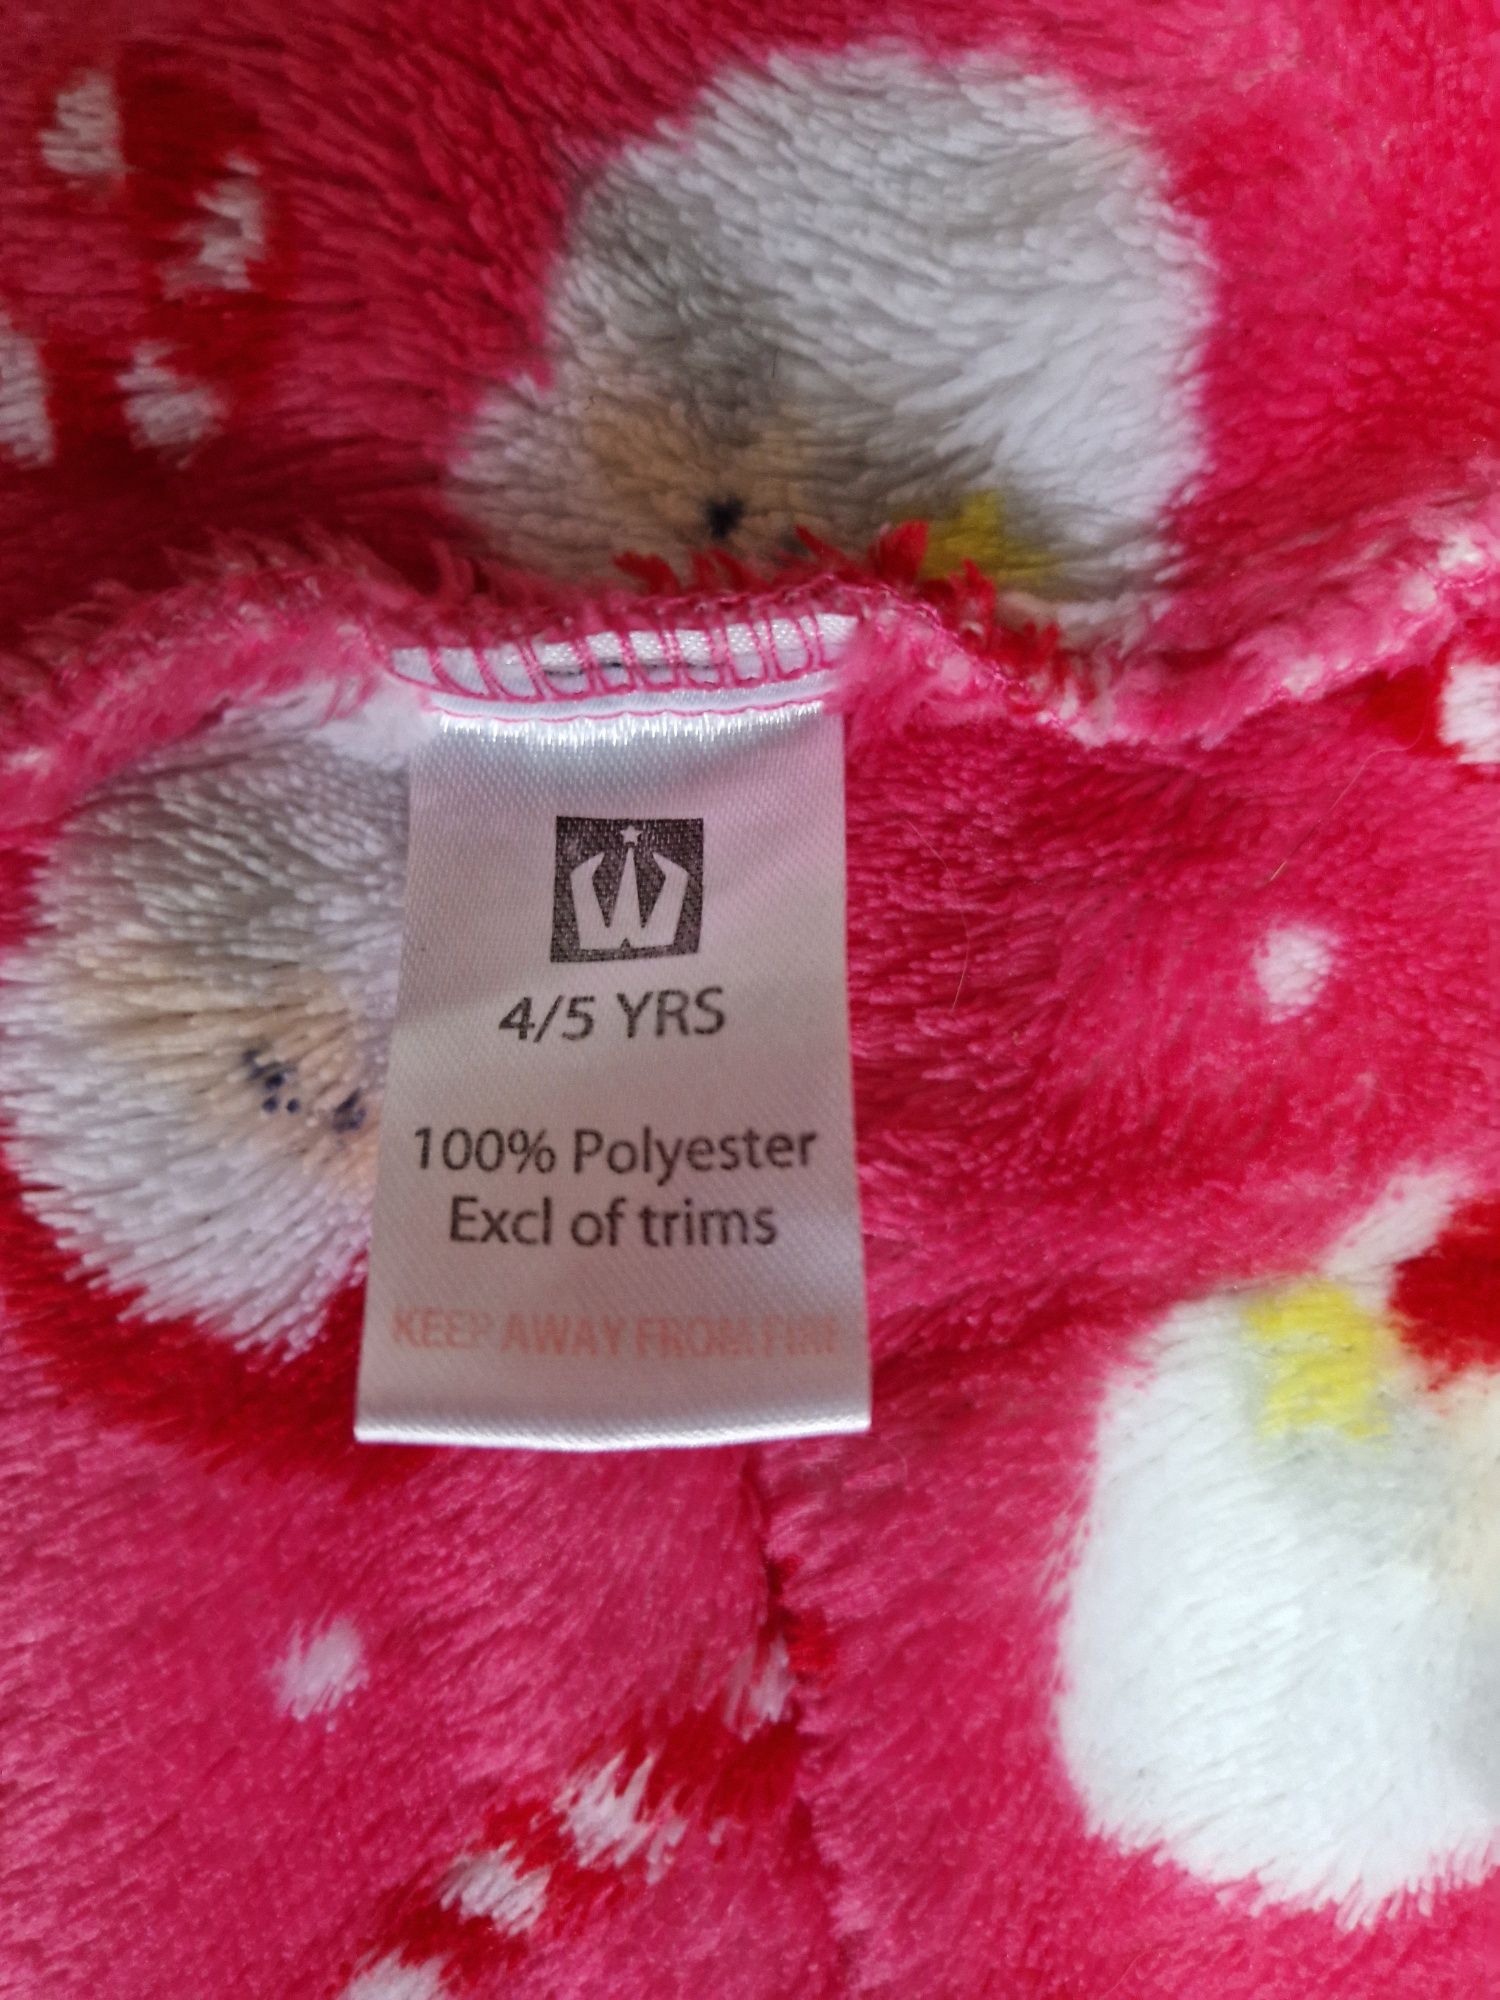 W
4/5 YRS
100% Polyester
Excl of trims
KEEP AWAY FROM FIRE